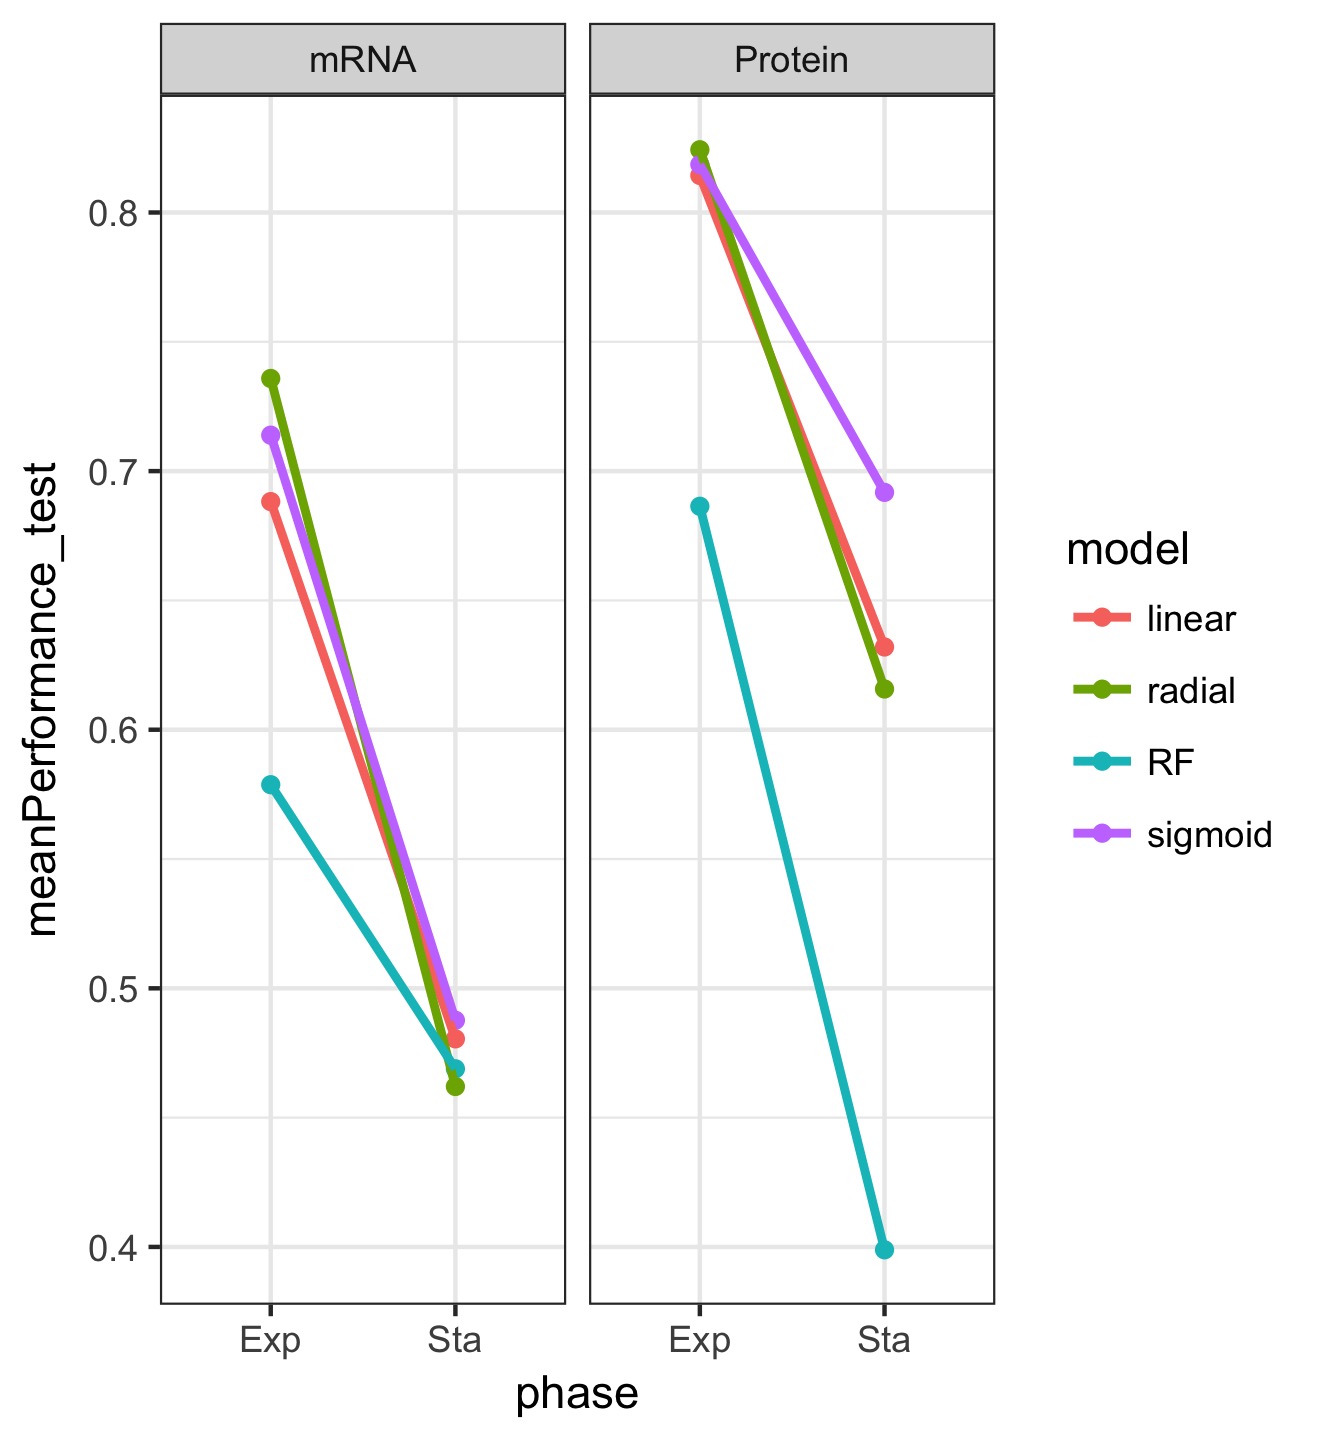 mRNA
Protein
meanPerformance_test
0.8
0.7
0.6
0.5
0.4
Exp
Sta
Exp
Sta
phase
model
linear
radial
RF
sigmoid